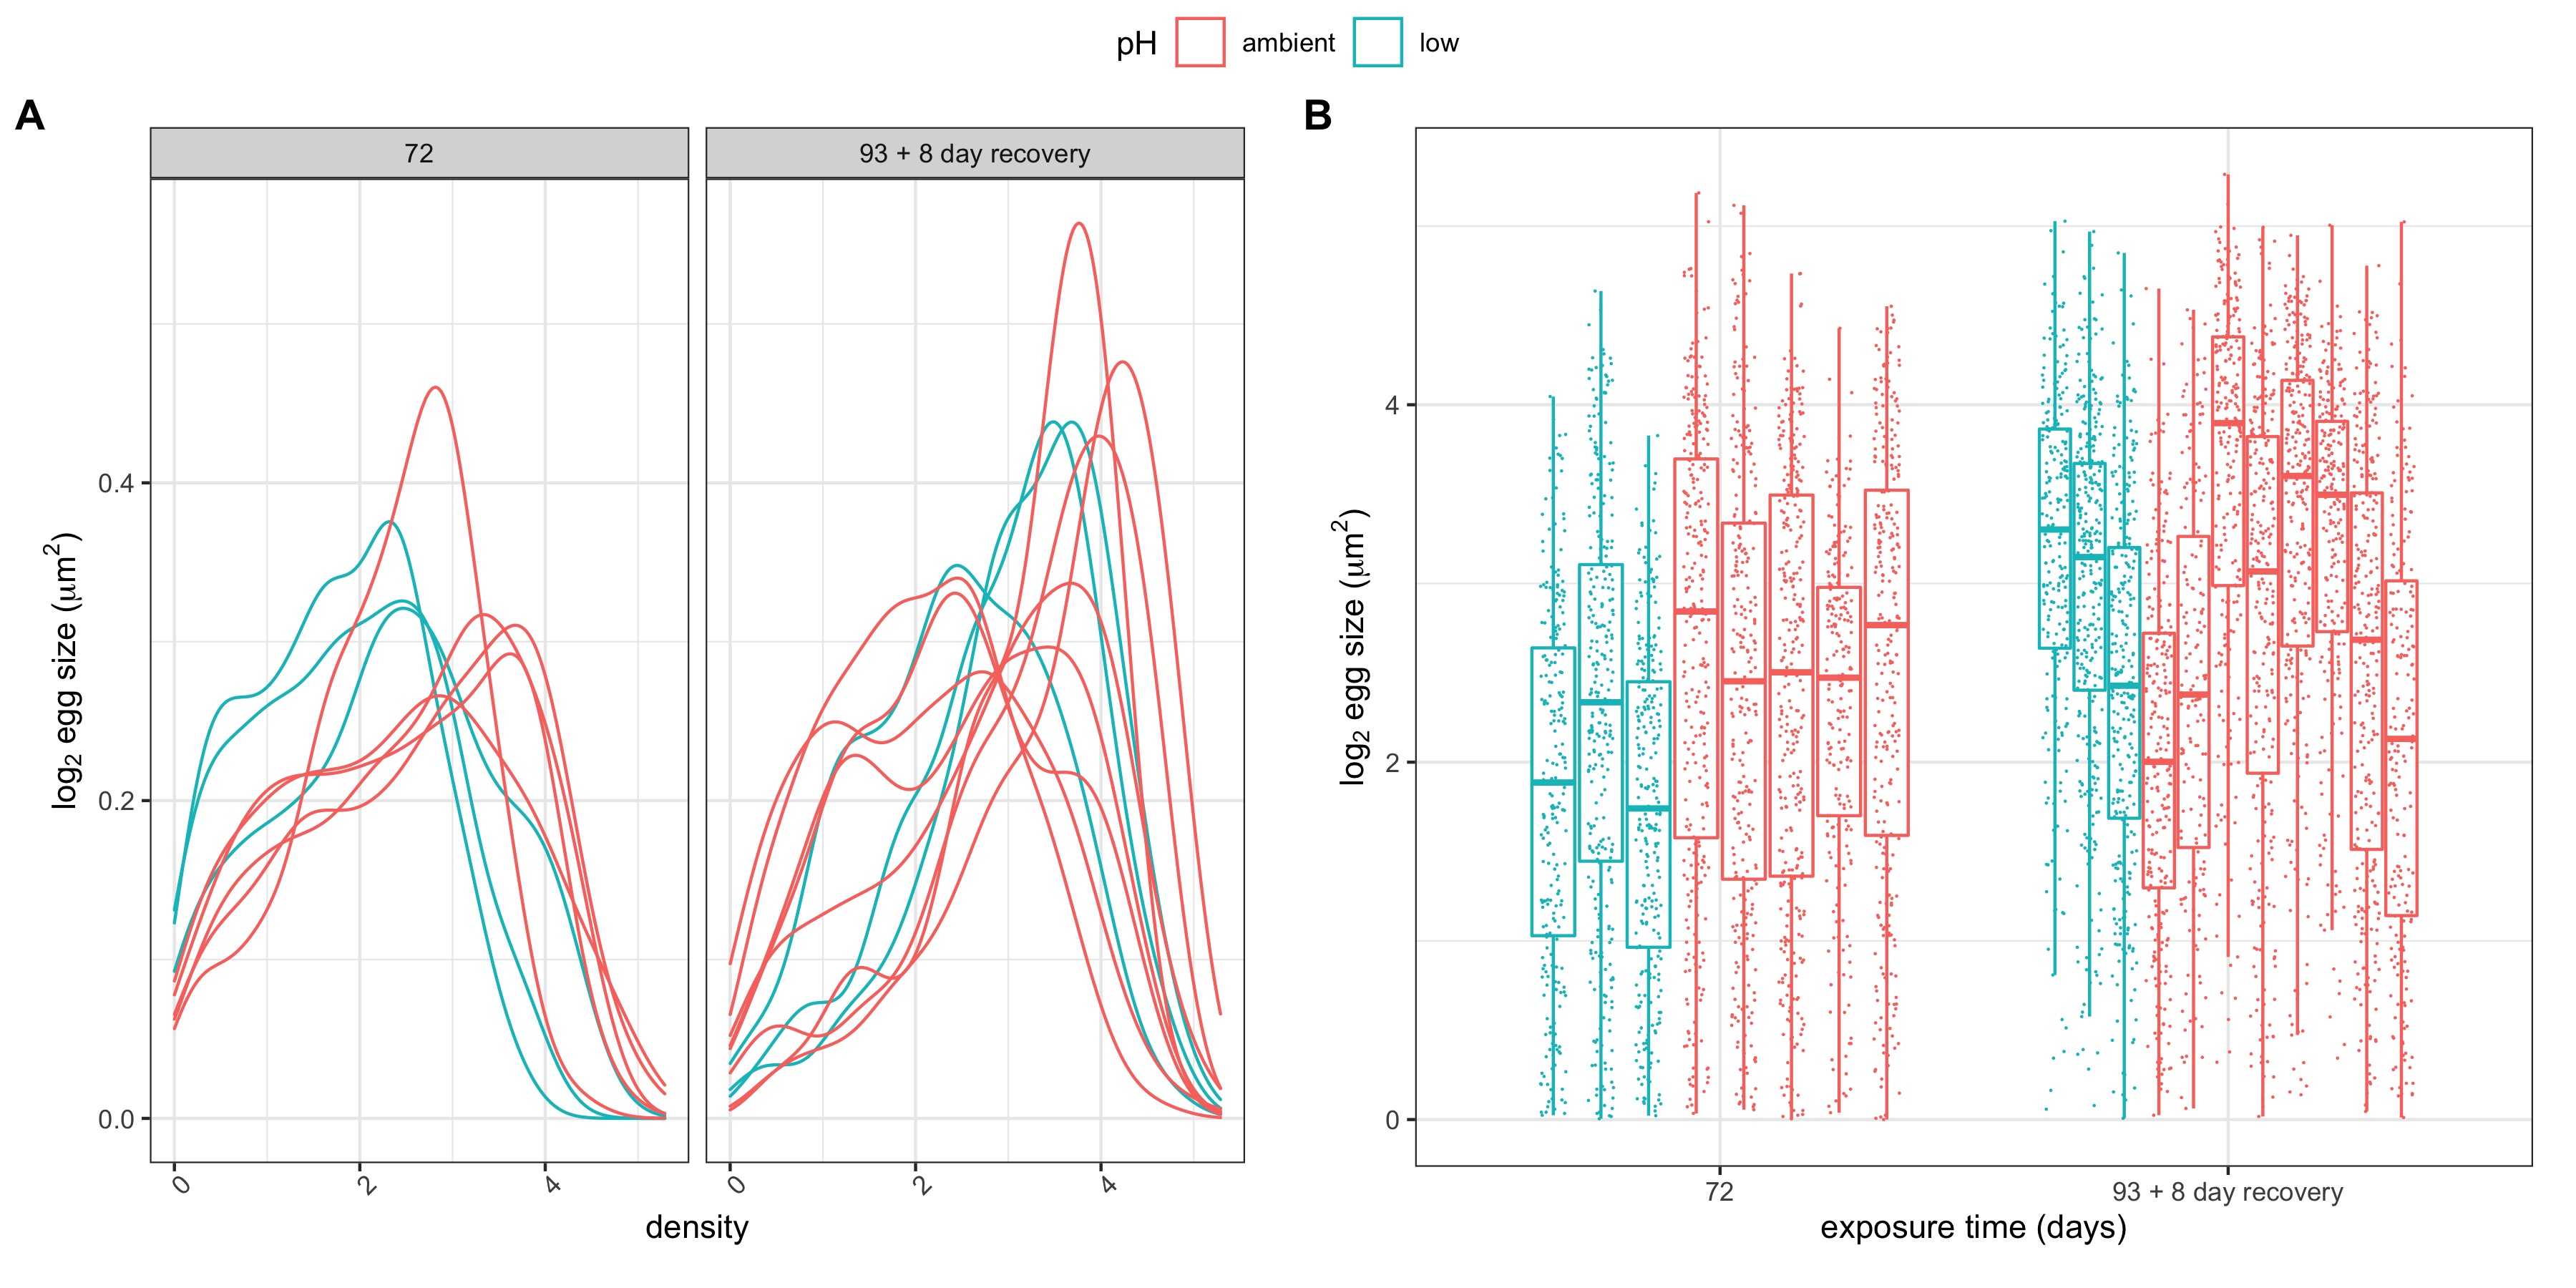 pH ambient low
A
B
72
93 + 8 day recovery
log₂ egg size (μm²)
0.4
0.2
0.0
0
2
4
0
2
4
density
log₂ egg size (μm²)
4
2
0
72
93 + 8 day recovery
exposure time (days)